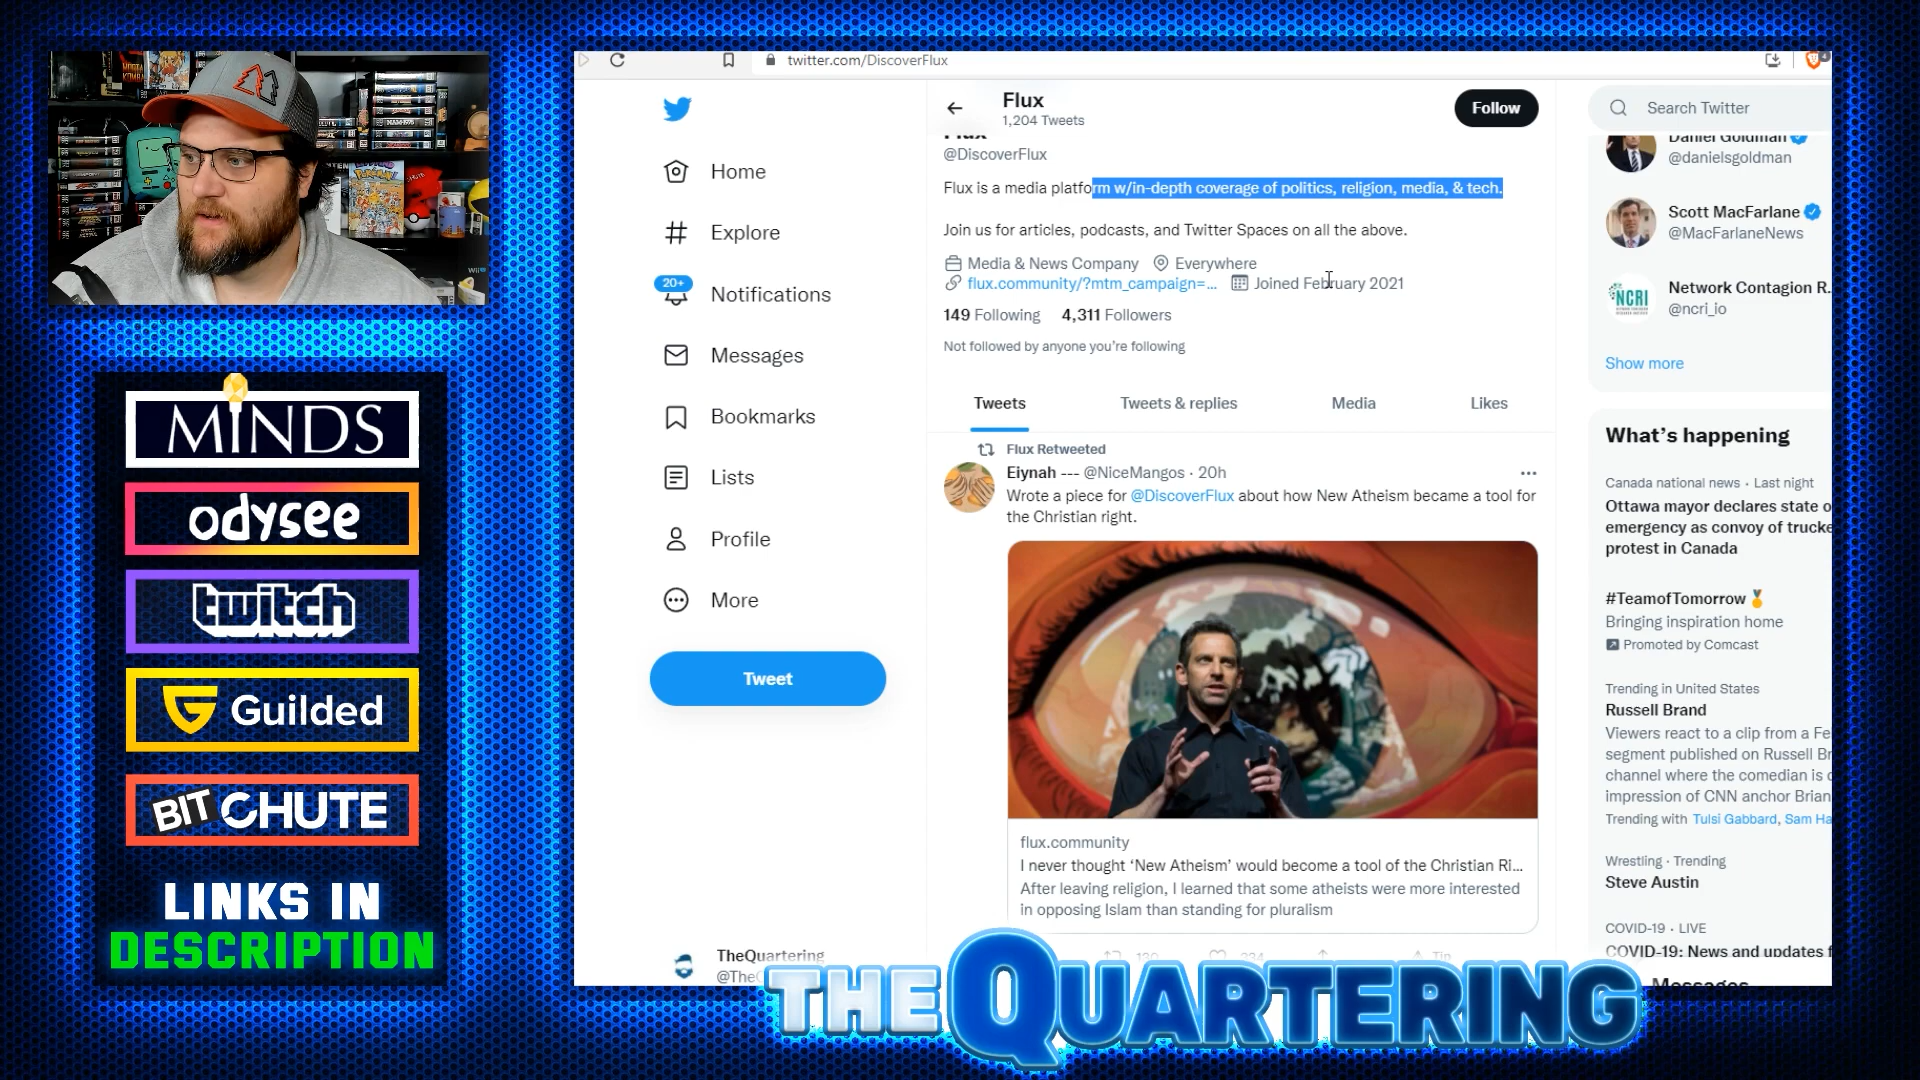 twitter.com/DiscoverFlux
Flux
1,204 Tweets
Follow
Search Twitter
Flux
@DiscoverFlux
Flux is a media platform w/in-depth coverage of politics, religion, media, & tech.
Join us for articles, podcasts, and Twitter Spaces on all the above.
Media & News Company Everywhere
flux.community/?mtm_campaign=... Joined February 2021
149 Following 4,311 Followers
Not followed by anyone you're following
Tweets Tweets & replies Media Likes
Flux Retweeted
Eiynah --- @NiceMangos · 20h
Wrote a piece for @DiscoverFlux about how New Atheism became a tool for
the Christian right.
flux.community
I never thought 'New Atheism' would become a tool of the Christian Ri...
After leaving religion, I learned that some atheists were more interested
in opposing Islam than standing for pluralism
130 234 Tip
Home
Explore
20+
Notifications
Messages
Bookmarks
Lists
Profile
More
Tweet
TheQuartering
Daniel Goldman
@danielsgoldman
Scott MacFarlane
@MacFarlaneNews
NCRI
Network Contagion R...
@ncri_io
Show more
What's happening
Canada national news · Last night
Ottawa mayor declares state o
emergency as convoy of trucke
protest in Canada
#TeamofTomorrow
Bringing inspiration home
Promoted by Comcast
Trending in United States
Russell Brand
Viewers react to a clip from a Fe
segment published on Russell Br
channel where the comedian is
impression of CNN anchor Brian
Trending with Tulsi Gabbard, Sam Ha
Wrestling · Trending
Steve Austin
COVID-19 · LIVE
COVID-19: News and updates f
Messages
MINDS
odysee
twitch
Guilded
BITCHUTE
LINKS IN
DESCRIPTION
THE QUARTERING